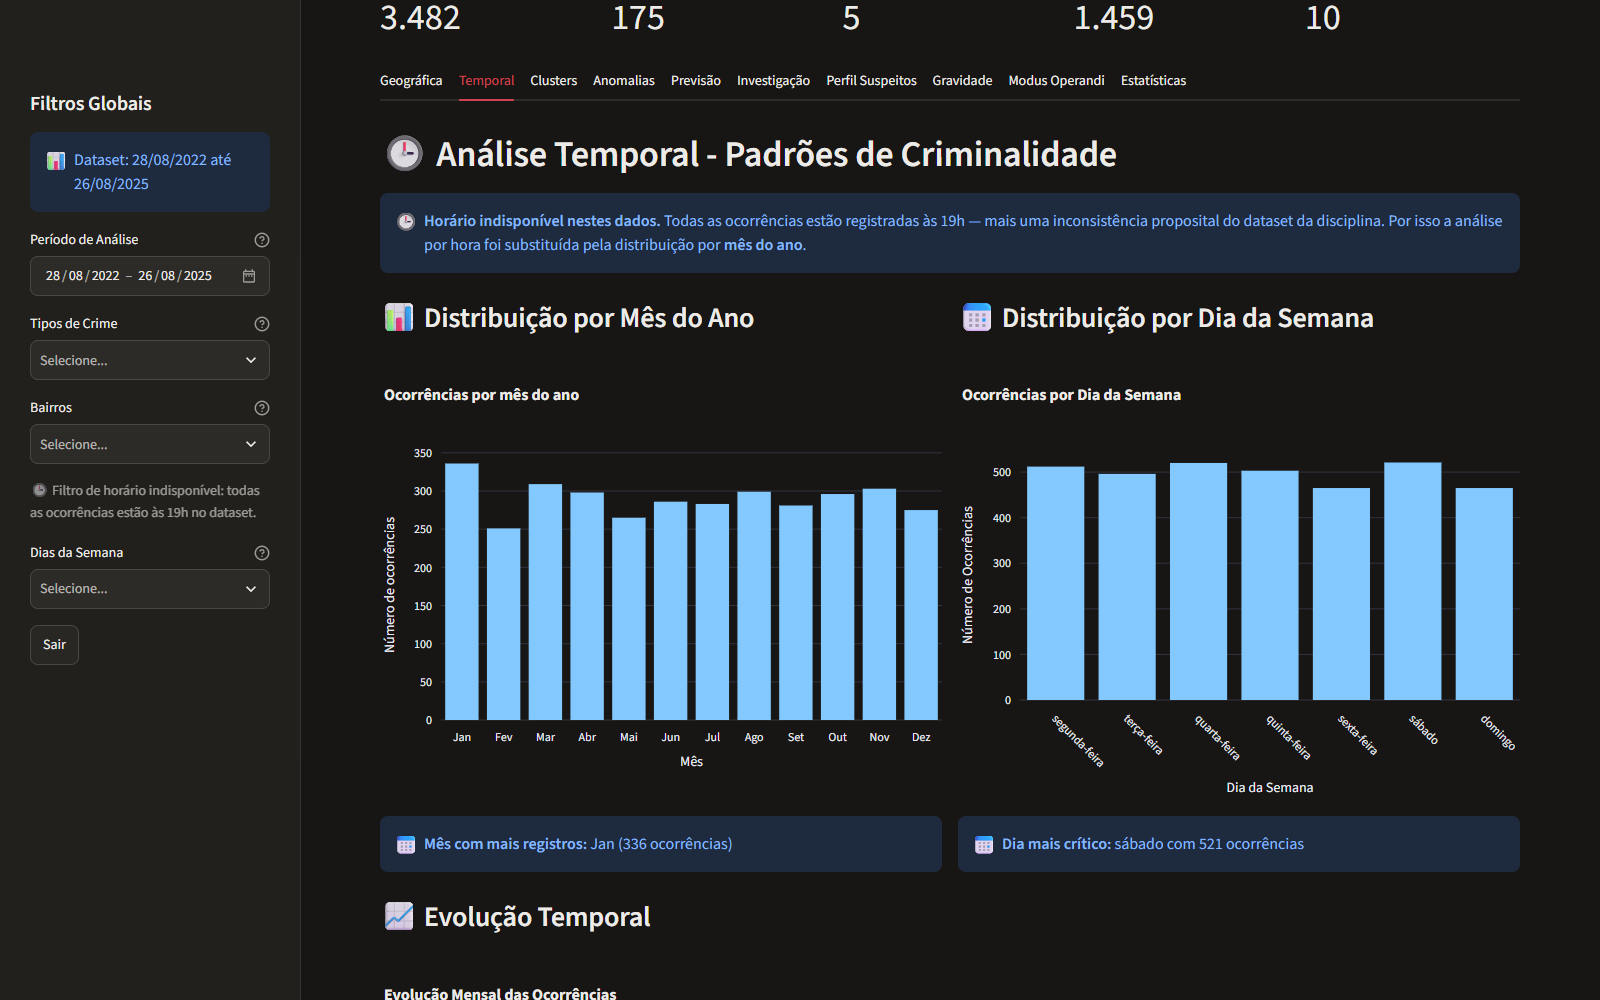 3.482 175 5 1.459 10
Geográfica Temporal Clusters Anomalias Previsão Investigação Perfil Suspeitos Gravidade Modus Operandi Estatísticas
Filtros Globais
Dataset: 28/08/2022 até
26/08/2025
Período de Análise
28/08/2022 – 26/08/2025
Tipos de Crime
Selecione...
Bairros
Selecione...
Filtro de horário indisponível: todas
as ocorrências estão às 19h no dataset.
Dias da Semana
Selecione...
Sair
Análise Temporal - Padrões de Criminalidade
Horário indisponível nestes dados. Todas as ocorrências estão registradas às 19h — mais uma inconsistência proposital do dataset da disciplina. Por isso a análise
por hora foi substituída pela distribuição por mês do ano.
Distribuição por Mês do Ano
Ocorrências por mês do ano
Número de ocorrências
350
300
250
200
150
100
50
0
Jan Fev Mar Abr Mai Jun Jul Ago Set Out Nov Dez
Mês
Mês com mais registros: Jan (336 ocorrências)
Distribuição por Dia da Semana
Ocorrências por Dia da Semana
Número de Ocorrências
500
400
300
200
100
0
segunda-feira terça-feira quarta-feira quinta-feira sexta-feira sábado domingo
Dia da Semana
Dia mais crítico: sábado com 521 ocorrências
Evolução Temporal
Evolução Mensal das Ocorrências